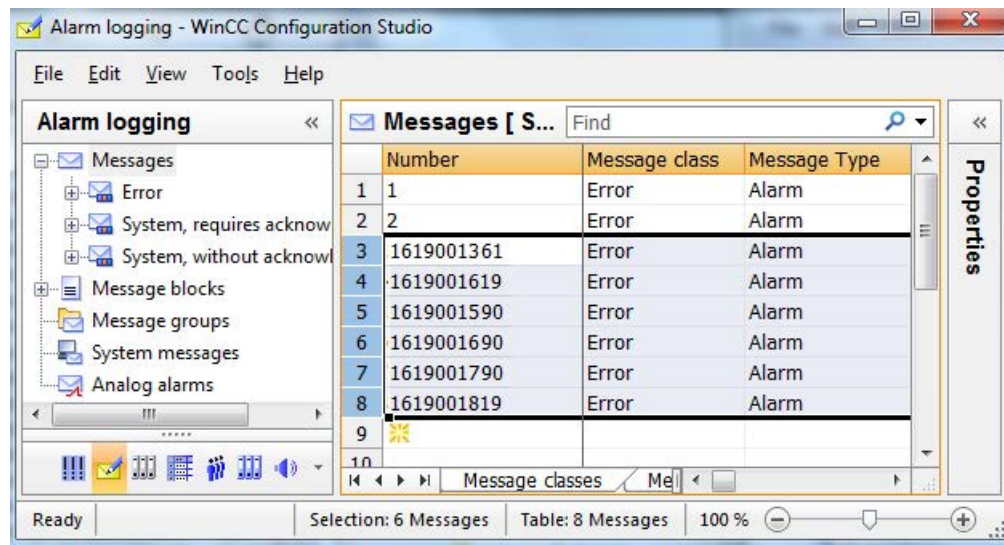 Alarm logging - WinCC Configuration Studio
File Edit View Tools Help
Alarm logging «
Messages
Error
System, requires acknow
System, without acknowl
Message blocks
Message groups
System messages
Analog alarms
Messages [ S... Find
Number Message class Message Type
1 1 Error Alarm
2 2 Error Alarm
3 1619001361 Error Alarm
4 1619001619 Error Alarm
5 1619001590 Error Alarm
6 1619001690 Error Alarm
7 1619001790 Error Alarm
8 1619001819 Error Alarm
9
10
Message classes Me
«
Properties
Ready Selection: 6 Messages Table: 8 Messages 100 %